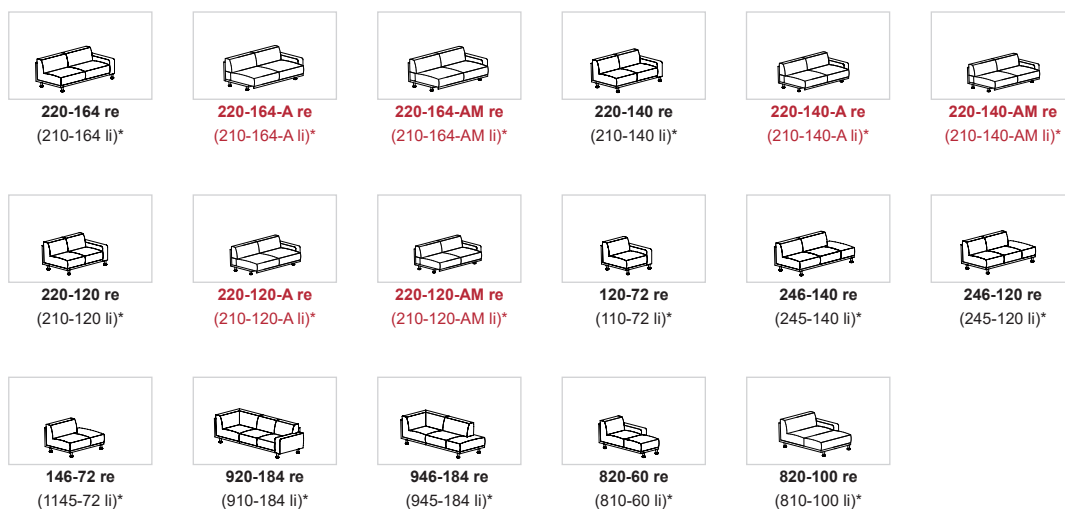 220-164 re
(210-164 li)*
220-164-A re
(210-164-A li)*
220-164-AM re
(210-164-AM li)*
220-140 re
(210-140 li)*
220-140-A re
(210-140-A li)*
220-140-AM re
(210-140-AM li)*
220-120 re
(210-120 li)*
220-120-A re
(210-120-A li)*
220-120-AM re
(210-120-AM li)*
120-72 re
(110-72 li)*
246-140 re
(245-140 li)*
246-120 re
(245-120 li)*
146-72 re
(1145-72 li)*
920-184 re
(910-184 li)*
946-184 re
(945-184 li)*
820-60 re
(810-60 li)*
820-100 re
(810-100 li)*